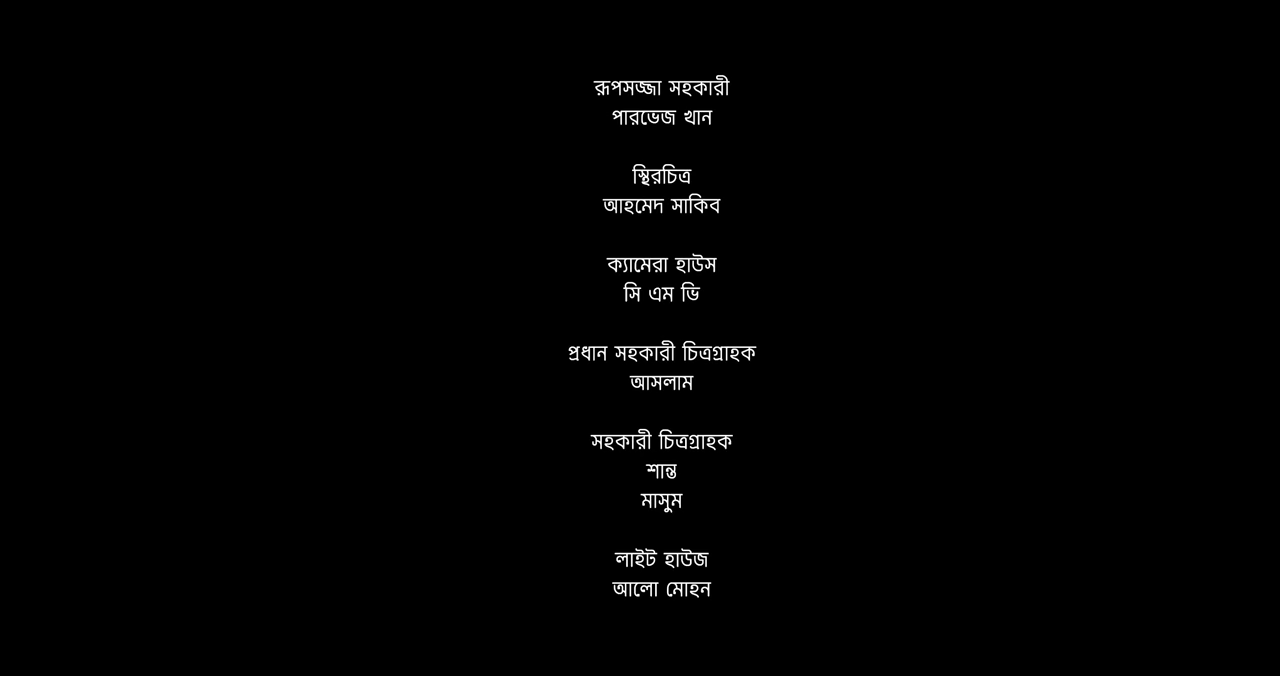 রূপসজ্জা সহকারী
পারভেজ খান
স্থিরচিত্র
আহমেদ সাকিব
ক্যামেরা হাউস
সি এম ভি
প্রধান সহকারী চিত্রগ্রাহক
আসলাম
সহকারী চিত্রগ্রাহক
শান্ত
মাসুম
লাইট হাউজ
আলো মোহন